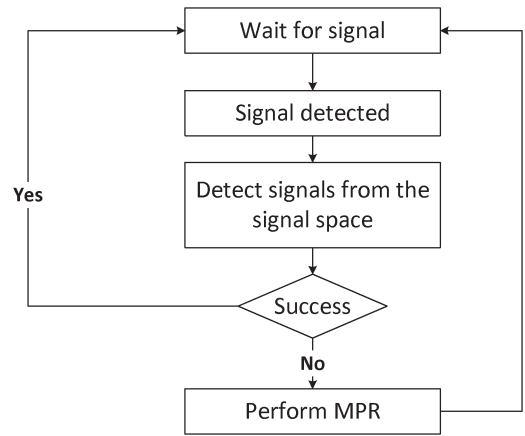 Wait for signal
Signal detected
Detect signals from the
signal space
Yes
Success
No
Perform MPR